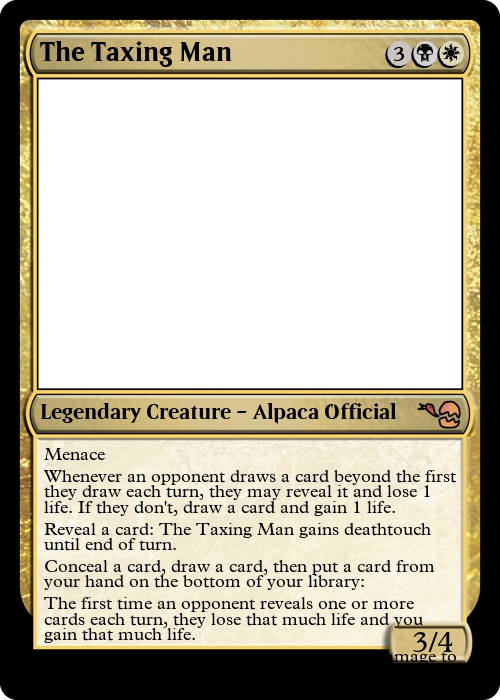 The Taxing Man
3
Legendary Creature – Alpaca Official
Menace
Whenever an opponent draws a card beyond the first
they draw each turn, they may reveal it and lose 1
life. If they don't, draw a card and gain 1 life.
Reveal a card: The Taxing Man gains deathtouch
until end of turn.
Conceal a card, draw a card, then put a card from
your hand on the bottom of your library:
The first time an opponent reveals one or more
cards each turn, they lose that much life and you
gain that much life.
3/4
mage to